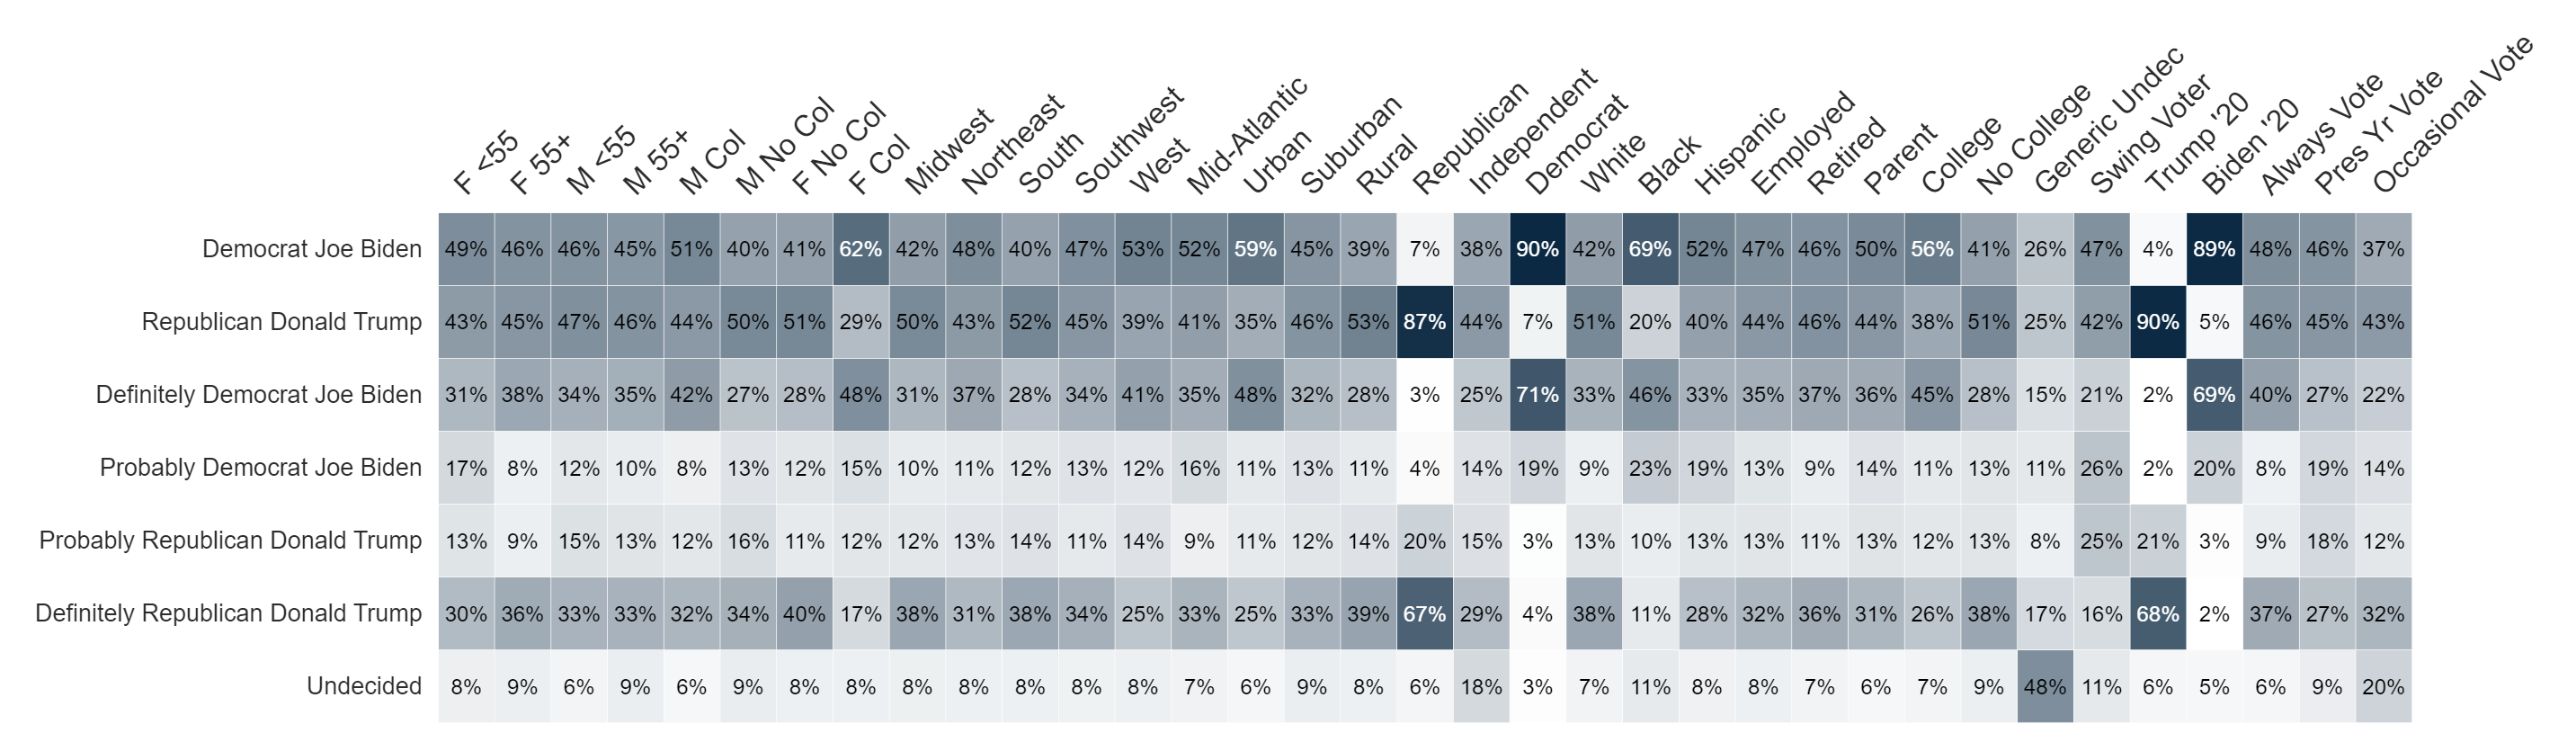 F <55 F 55+ M <55 M 55+ M Col M No Col F No Col F Col Midwest Northeast South Southwest West Mid-Atlantic Urban Suburban Rural Republican Independent Democrat White Black Hispanic Employed Retired Parent College No College Generic Undec Swing Voter Trump '20 Biden '20 Always Vote Pres Yr Vote Occasional Vote
Democrat Joe Biden 49% 46% 46% 45% 51% 40% 41% 62% 42% 48% 40% 47% 53% 52% 59% 45% 39% 7% 38% 90% 42% 69% 52% 47% 46% 50% 56% 41% 26% 47% 4% 89% 48% 46% 37%
Republican Donald Trump 43% 45% 47% 46% 44% 50% 51% 29% 50% 43% 52% 45% 39% 41% 35% 46% 53% 87% 44% 7% 51% 20% 40% 44% 46% 44% 38% 51% 25% 42% 90% 5% 46% 45% 43%
Definitely Democrat Joe Biden 31% 38% 34% 35% 42% 27% 28% 48% 31% 37% 28% 34% 41% 35% 48% 32% 28% 3% 25% 71% 33% 46% 33% 35% 37% 36% 45% 28% 15% 21% 2% 69% 40% 27% 22%
Probably Democrat Joe Biden 17% 8% 12% 10% 8% 13% 12% 15% 10% 11% 12% 13% 12% 16% 11% 13% 11% 4% 14% 19% 9% 23% 19% 13% 9% 14% 11% 13% 11% 26% 2% 20% 8% 19% 14%
Probably Republican Donald Trump 13% 9% 15% 13% 12% 16% 11% 12% 12% 13% 14% 11% 14% 9% 11% 12% 14% 20% 15% 3% 13% 10% 13% 13% 11% 13% 12% 13% 8% 25% 21% 3% 9% 18% 12%
Definitely Republican Donald Trump 30% 36% 33% 33% 32% 34% 40% 17% 38% 31% 38% 34% 25% 33% 25% 33% 39% 67% 29% 4% 38% 11% 28% 32% 36% 31% 26% 38% 17% 16% 68% 2% 37% 27% 32%
Undecided 8% 9% 6% 9% 6% 9% 8% 8% 8% 8% 8% 8% 8% 7% 6% 9% 8% 6% 18% 3% 7% 11% 8% 8% 7% 6% 7% 9% 48% 11% 6% 5% 6% 9% 20%